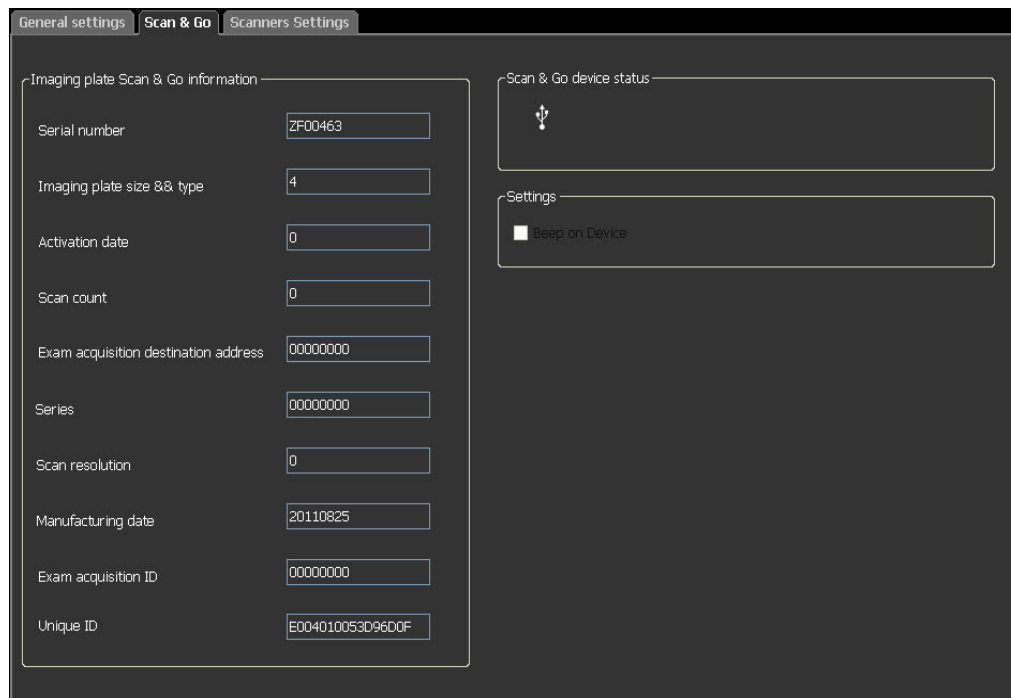 General settings Scan & Go Scanners Settings
Imaging plate Scan & Go information
Serial number ZF00463
Imaging plate size && type 4
Activation date 0
Scan count 0
Exam acquisition destination address 00000000
Series 00000000
Scan resolution 0
Manufacturing date 20110825
Exam acquisition ID 00000000
Unique ID E004010053D96D0F
Scan & Go device status
Settings
Beep on Device